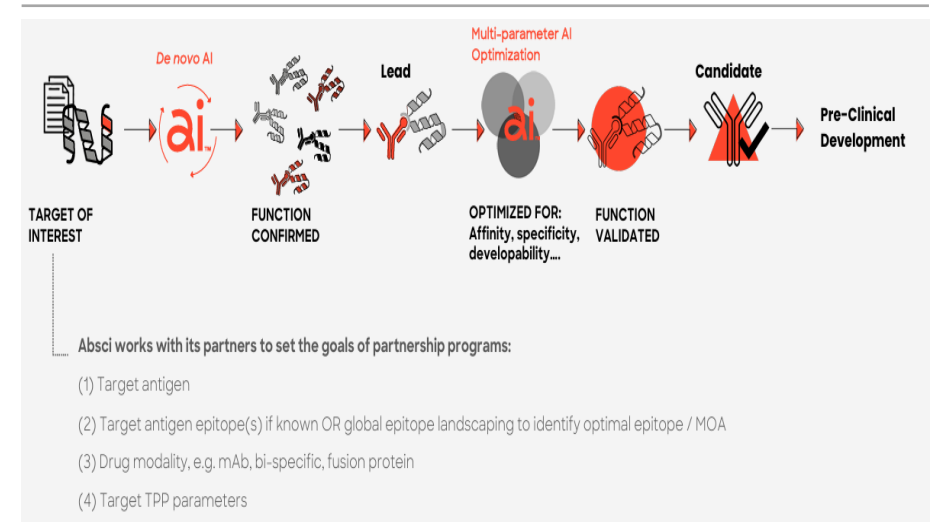 De novo AI
Multi-parameter AI
Optimization
Lead
Candidate
ai™
ai
Pre-Clinical
Development
TARGET OF
INTEREST
FUNCTION
CONFIRMED
OPTIMIZED FOR:
Affinity, specificity,
developability....
FUNCTION
VALIDATED
Absci works with its partners to set the goals of partnership programs:
(1) Target antigen
(2) Target antigen epitope(s) if known OR global epitope landscaping to identify optimal epitope / MOA
(3) Drug modality, e.g. mAb, bi-specific, fusion protein
(4) Target TPP parameters